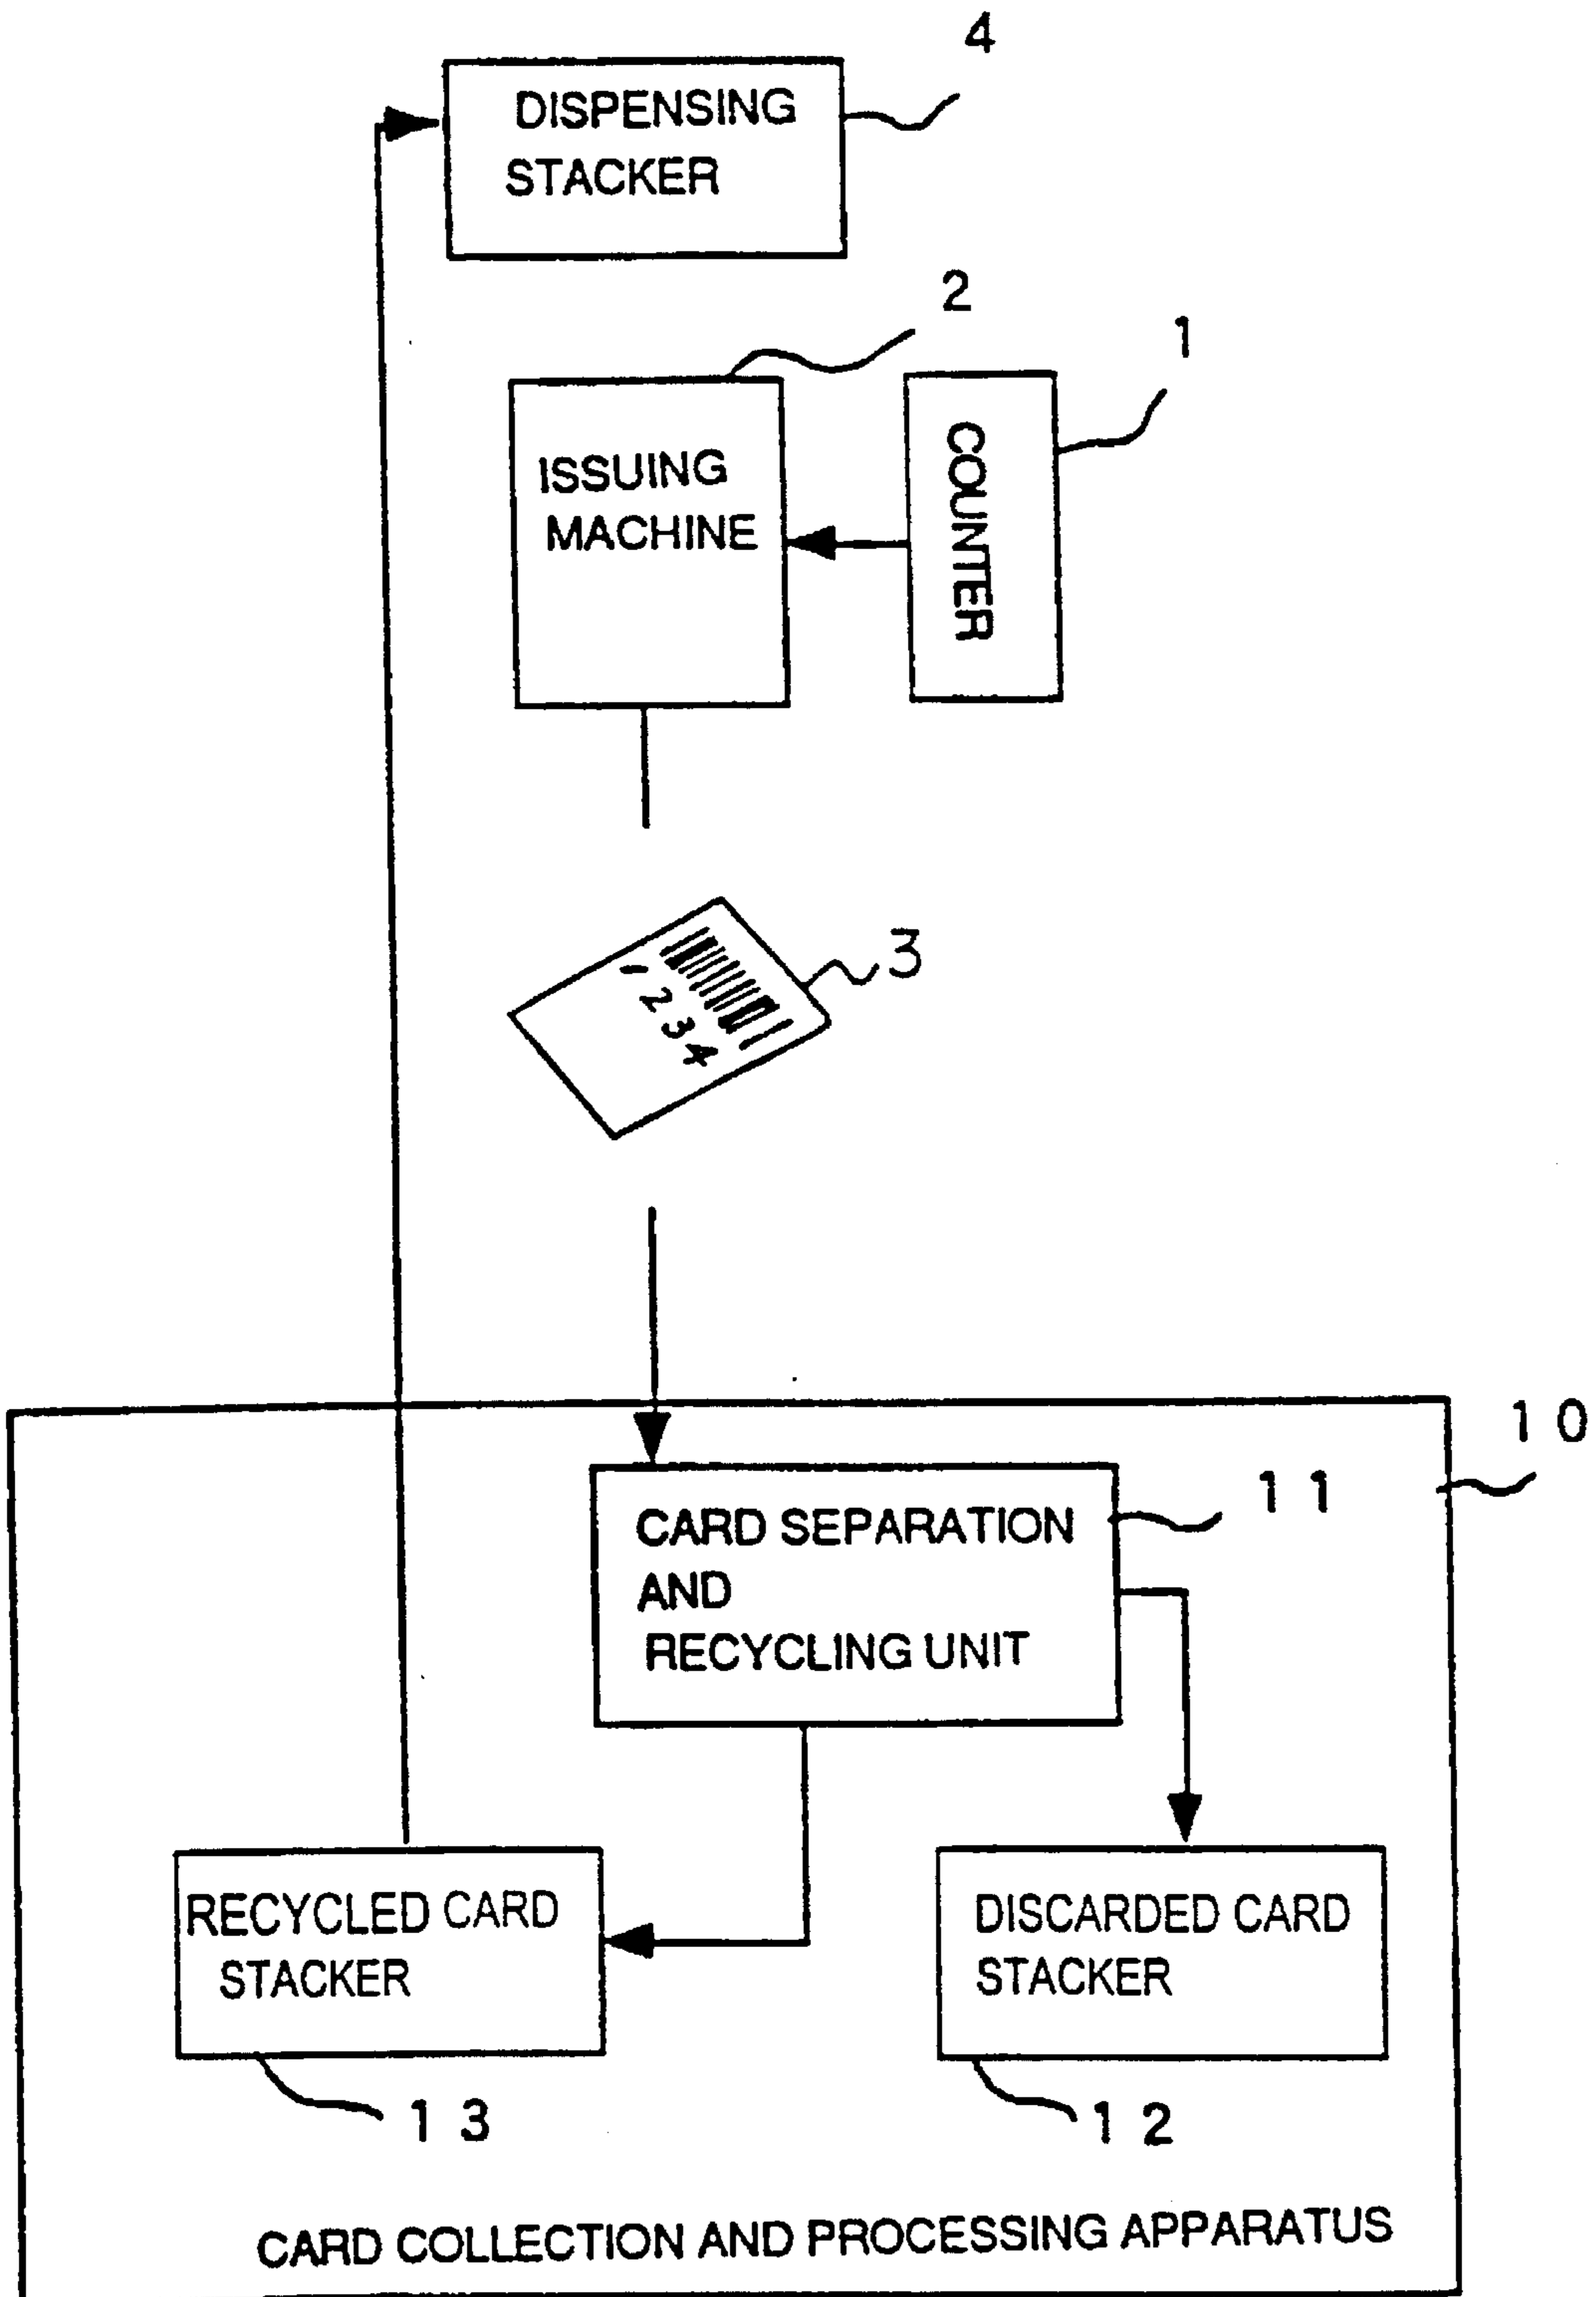 4
DISPENSING
STACKER
2
1
ISSUING
MACHINE
COUNTER
3
1234
10
11
CARD SEPARATION
AND
RECYCLING UNIT
RECYCLED CARD
STACKER
DISCARDED CARD
STACKER
13
12
CARD COLLECTION AND PROCESSING APPARATUS